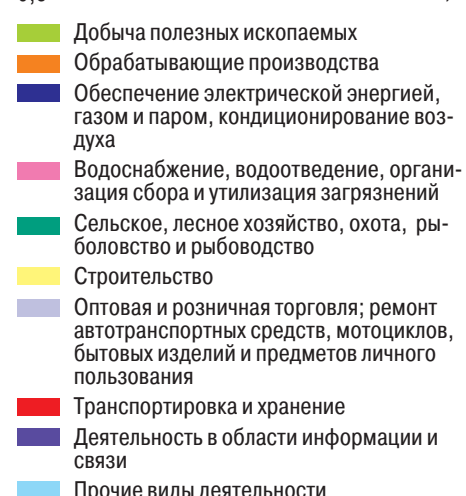 Добыча полезных ископаемых
Обрабатывающие производства
Обеспечение электрической энергией,
газом и паром, кондиционирование воз-
духа
Водоснабжение, водоотведение, органи-
зация сбора и утилизация загрязнений
Сельское, лесное хозяйство, охота, ры-
боловство и рыбоводство
Строительство
Оптовая и розничная торговля; ремонт
автотранспортных средств, мотоциклов,
бытовых изделий и предметов личного
пользования
Транспортировка и хранение
Деятельность в области информации и
связи
Прочие виды деятельности